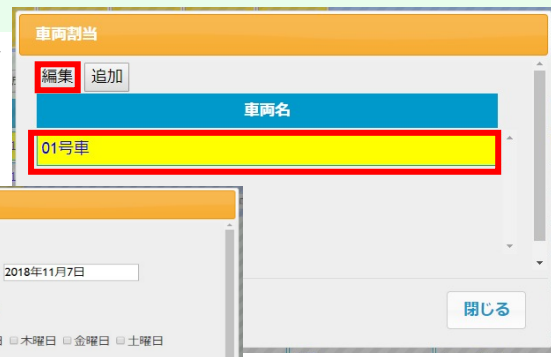 車両割当
編集 追加
車両名
01号車
2018年11月7日
木曜日 金曜日 土曜日
閉じる